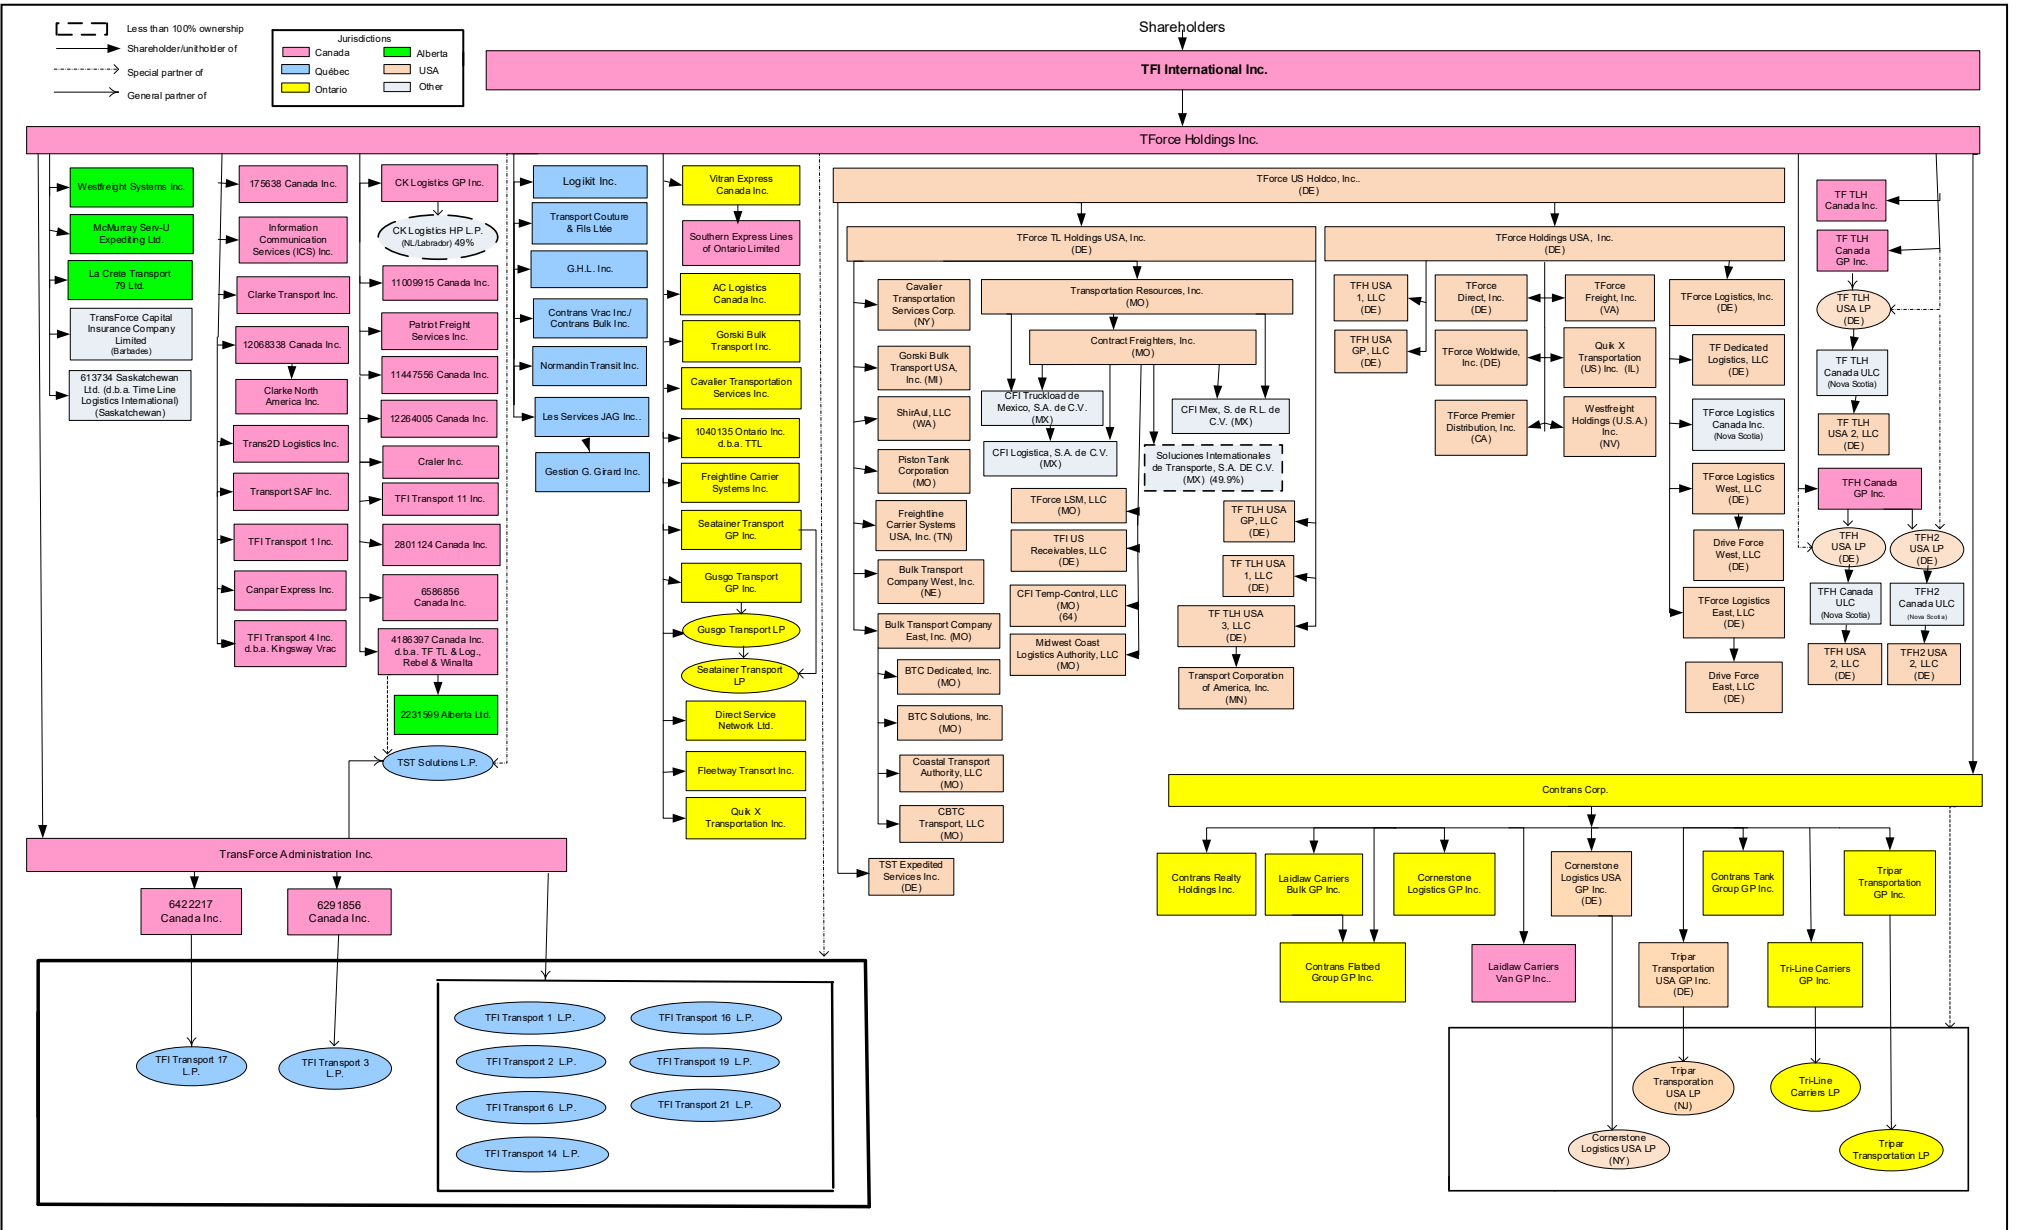 Less than 100% ownership
Shareholder/unitholder of
Special partner of
General partner of
Jurisdictions
Canada
Alberta
Québec
USA
Ontario
Other
Shareholders
TFI International Inc.
TForce Holdings Inc.
Westfreight Systems Inc.
McMurray Serv-U
Expediting Ltd.
La Crete Transport
79 Ltd.
TransForce Capital
Insurance Company
Limited
(Barbades)
613734 Saskatchewan
Ltd. (d.b.a. Time Line
Logistics International)
(Saskatchewan)
175638 Canada Inc.
Information
Communication
Services (ICS) Inc.
Clarke Transport Inc.
12068338 Canada Inc.
Clarke North
America Inc.
Trans2D Logistics Inc.
Transport SAF Inc.
TFI Transport 1 Inc.
Canpar Express Inc.
TFI Transport 4 Inc.
d.b.a. Kingsway Vrac
CK Logistics GP Inc.
CK Logistics HP L.P.
(NL/Labrador) 49%
11009915 Canada Inc.
Patriot Freight
Services Inc.
11447556 Canada Inc.
12264005 Canada Inc.
Craler Inc.
TFI Transport 11 Inc.
2801124 Canada Inc.
6586856
Canada Inc.
4186397 Canada Inc.
d.b.a. TF TL & Log.,
Rebel & Winalta
2231599 Alberta Ltd.
TST Solutions L.P.
Logikit Inc.
Transport Couture
& Fils Ltée
G.H.L. Inc.
Contrans Vrac Inc./
Contrans Bulk Inc.
Normandin Transit Inc.
Les Services JAG Inc..
Gestion G. Girard Inc.
Vitran Express
Canada Inc.
Southern Express Lines
of Ontario Limited
AC Logistics
Canada Inc.
Gorski Bulk
Transport Inc.
Cavalier Transportation
Services Inc.
1040135 Ontario Inc.
d.b.a. TTL
Freightline Carrier
Systems Inc.
Seatainer Transport
GP Inc.
Gusgo Transport
GP Inc.
Gusgo Transport LP
Seatainer Transport
LP
Direct Service
Network Ltd.
Fleetway Transort Inc.
Quik X
Transportation Inc.
TForce US Holdco, Inc..
(DE)
TForce TL Holdings USA, Inc.
(DE)
Cavalier
Transportation
Services Corp.
(NY)
Gorski Bulk
Transport USA,
Inc. (MI)
ShirAul, LLC
(WA)
Piston Tank
Corporation
(MO)
Freightline
Carrier Systems
USA, Inc. (TN)
Bulk Transport
Company West, Inc.
(NE)
Bulk Transport Company
East, Inc. (MO)
BTC Dedicated, Inc.
(MO)
BTC Solutions, Inc.
(MO)
Coastal Transport
Authority, LLC
(MO)
CBTC
Transport, LLC
(MO)
TST Expedited
Services Inc.
(DE)
Transportation Resources, Inc.
(MO)
Contract Freighters, Inc.
(MO)
CFI Truckload de
Mexico, S.A. de C.V.
(MX)
CFI Logistica, S.A. de C.V.
(MX)
CFI Mex, S. de R.L. de
C.V. (MX)
Soluciones Internationales
de Transporte, S.A. DE C.V.
(MX) (49.9%)
TForce LSM, LLC
(MO)
TFI US
Receivables, LLC
(DE)
CFI Temp-Control, LLC
(MO)
(64)
Midwest Coast
Logistics Authority, LLC
(MO)
TF TLH USA
GP, LLC
(DE)
TF TLH USA
1, LLC
(DE)
TF TLH USA
3, LLC
(DE)
Transport Corporation
of America, Inc.
(MN)
TForce Holdings USA, Inc.
(DE)
TFH USA
1, LLC
(DE)
TFH USA
GP, LLC
(DE)
TForce
Direct, Inc.
(DE)
TForce Woldwide,
Inc. (DE)
TForce Premier
Distribution, Inc.
(CA)
TForce
Freight, Inc.
(VA)
Quik X
Transportation
(US) Inc. (IL)
Westfreight
Holdings (U.S.A.)
Inc.
(NV)
TForce Logistics, Inc.
(DE)
TF Dedicated
Logistics, LLC
(DE)
TForce Logistics
Canada Inc.
(Nova Scotia)
TForce Logistics
West, LLC
(DE)
Drive Force
West, LLC
(DE)
TForce Logistics
East, LLC
(DE)
Drive Force
East, LLC
(DE)
TF TLH
Canada Inc.
TF TLH
Canada
GP Inc.
TF TLH
USA LP
(DE)
TF TLH
Canada ULC
(Nova Scotia)
TF TLH
USA 2, LLC
(DE)
TFH Canada
GP Inc.
TFH
USA LP
(DE)
TFH2
USA LP
(DE)
TFH Canada
ULC
(Nova Scotia)
TFH2
Canada ULC
(Nova Scotia)
TFH USA
2, LLC
(DE)
TFH2 USA
2, LLC
(DE)
Contrans Corp.
Contrans Realty
Holdings Inc.
Laidlaw Carriers
Bulk GP Inc.
Cornerstone
Logistics GP Inc.
Cornerstone
Logistics USA
GP Inc.
(DE)
Contrans Tank
Group GP Inc.
Tripar
Transportation
GP Inc.
Contrans Flatbed
Group GP Inc.
Laidlaw Carriers
Van GP Inc..
Tripar
Transportation
USA GP Inc.
(DE)
Tri-Line Carriers
GP Inc.
Tripar
Transporation
USA LP
(NJ)
Tri-Line
Carriers LP
Cornerstone
Logistics USA LP
(NY)
Tripar
Transportation LP
TransForce Administration Inc.
6422217
Canada Inc.
6291856
Canada Inc.
TFI Transport 17
L.P.
TFI Transport 3
L.P.
TFI Transport 1 L.P.
TFI Transport 16 L.P.
TFI Transport 2 L.P.
TFI Transport 19 L.P.
TFI Transport 6 L.P.
TFI Transport 21 L.P.
TFI Transport 14 L.P.